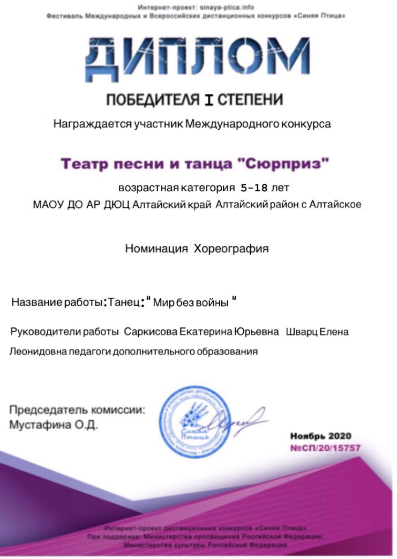 Интернет-проект: sinaya-ptica.info
Фестиваль Международных и Всероссийских дистанционных конкурсов «Синяя Птица»
ДИПЛОМ
ПОБЕДИТЕЛЯ I СТЕПЕНИ
Награждается участник Международного конкурса
Театр песни и танца "Сюрприз"
возрастная категория 5-18 лет
МАОУ ДО АР ДЮЦ Алтайский край Алтайский район с Алтайское
Номинация Хореография
Название работы:Танец:" Мир без войны "
Руководители работы Саркисова Екатерина Юрьевна Шварц Елена
Леонидовна педагоги дополнительного образования
Председатель комиссии:
Мустафина О.Д.
Синяя
Птица
Ноябрь 2020
№СП/20/15757
Интернет-проект дистанционных конкурсов «Синяя Птица»
При поддержке: Министерства просвещения Российской Федерации;
Министерства культуры Российской Федерации